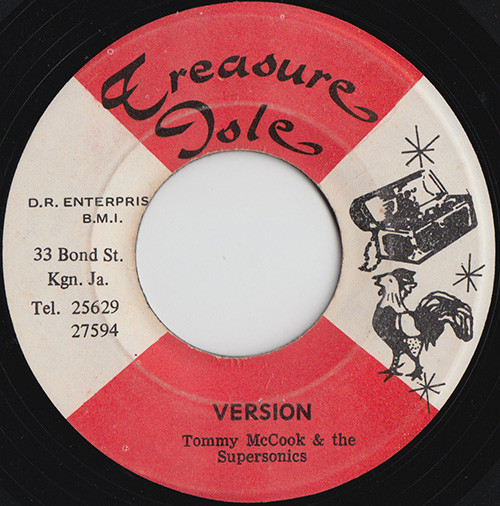 Treasure
Isle
D.R. ENTERPRIS
B.M.I.
33 Bond St.
Kgn. Ja.
Tel. 25629
27594
VERSION
Tommy McCook & the
Supersonics